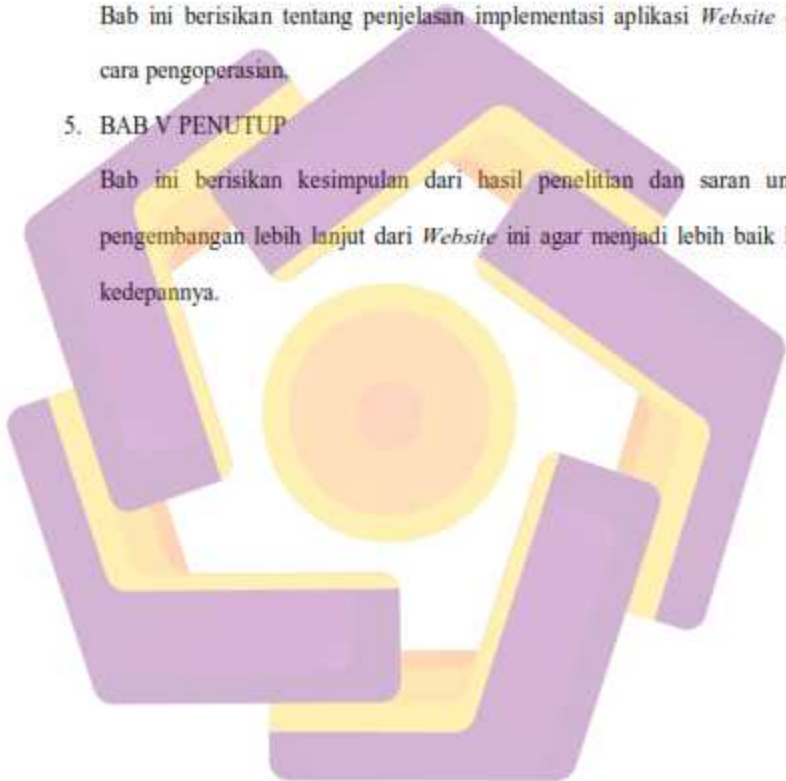 Bab ini berisikan tentang penjelasan implementasi aplikasi Website
cara pengoperasian.
5. BAB V PENUTUP
Bab ini berisikan kesimpulan dari hasil penelitian dan saran
pengembangan lebih lanjut dari Website ini agar menjadi lebih baik
kedepannya.